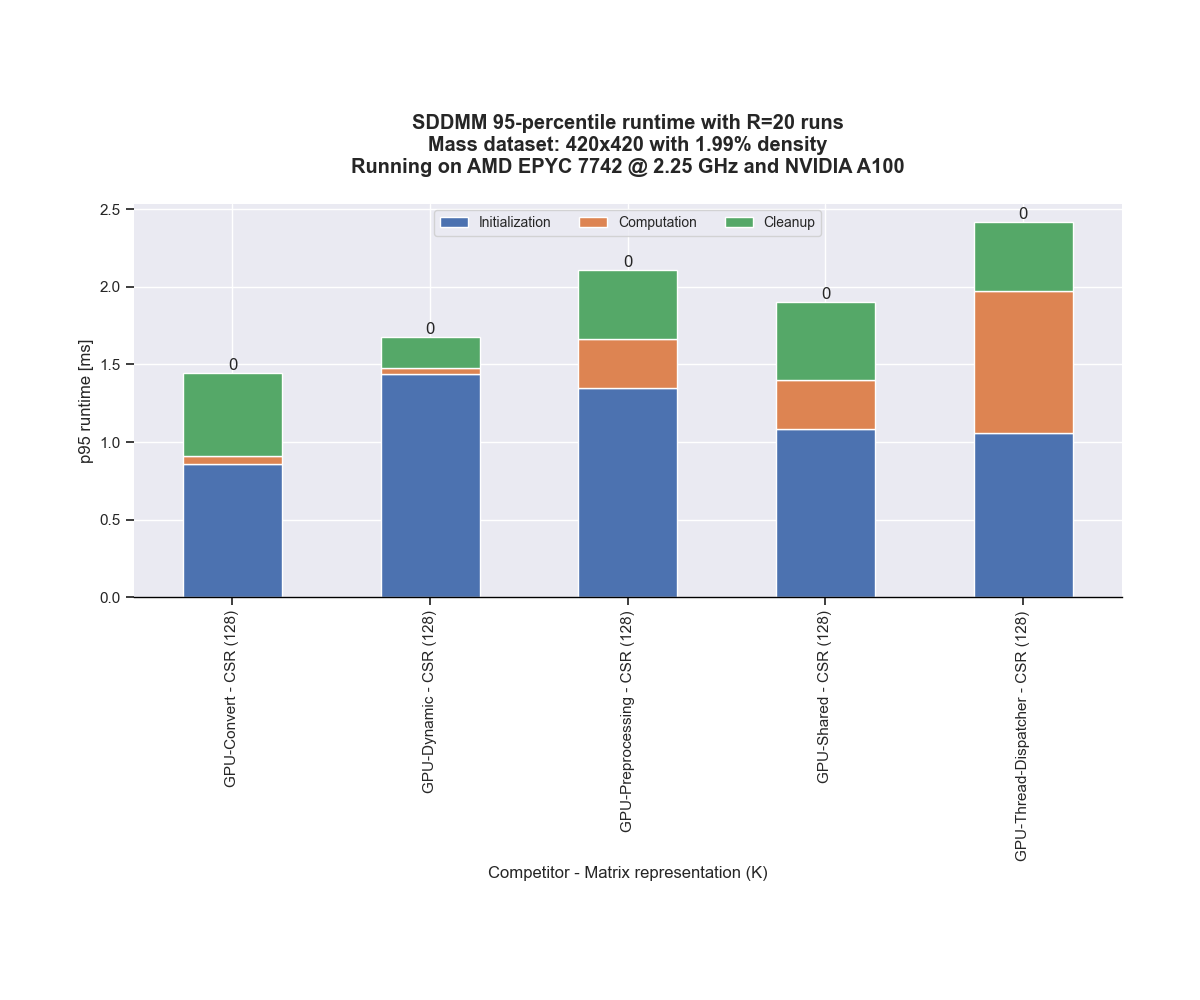 SDDMM 95-percentile runtime with R=20 runs
Mass dataset: 420x420 with 1.99% density
Running on AMD EPYC 7742 @ 2.25 GHz and NVIDIA A100
Initialization Computation Cleanup
p95 runtime [ms]
2.5
2.0
1.5
1.0
0.5
0.0
0
0
0
0
0
GPU-Convert - CSR (128)
GPU-Dynamic - CSR (128)
GPU-Preprocessing - CSR (128)
GPU-Shared - CSR (128)
GPU-Thread-Dispatcher - CSR (128)
Competitor - Matrix representation (K)